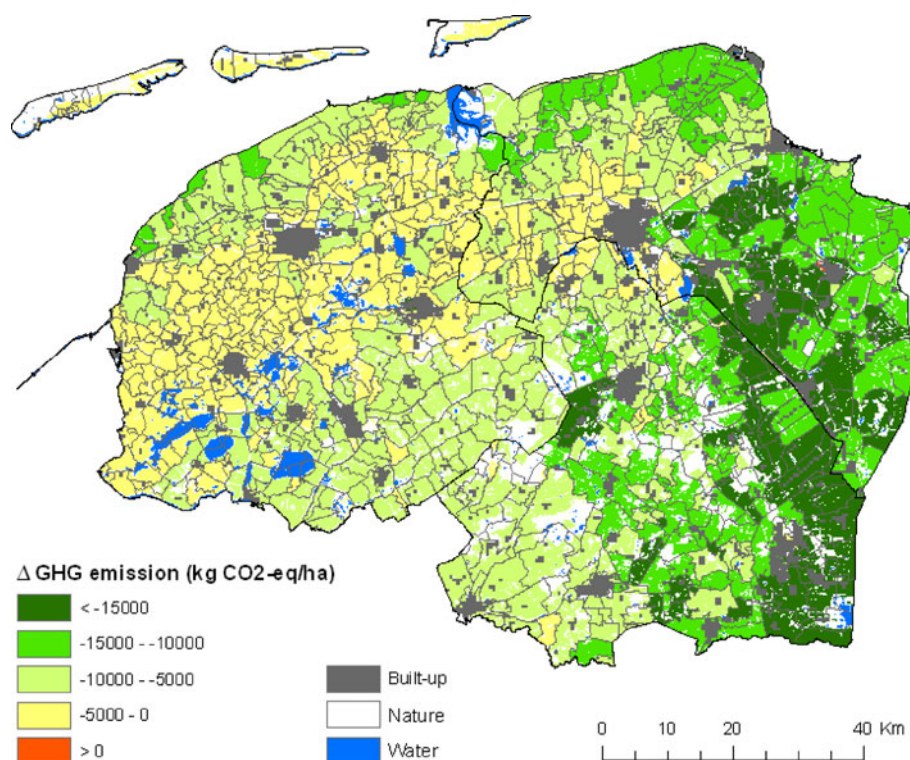 Δ GHG emission (kg CO2-eq/ha)
< -15000
-15000 - -10000
-10000 - -5000
-5000 - 0
> 0
Built-up
Nature
Water
0 10 20 40 Km